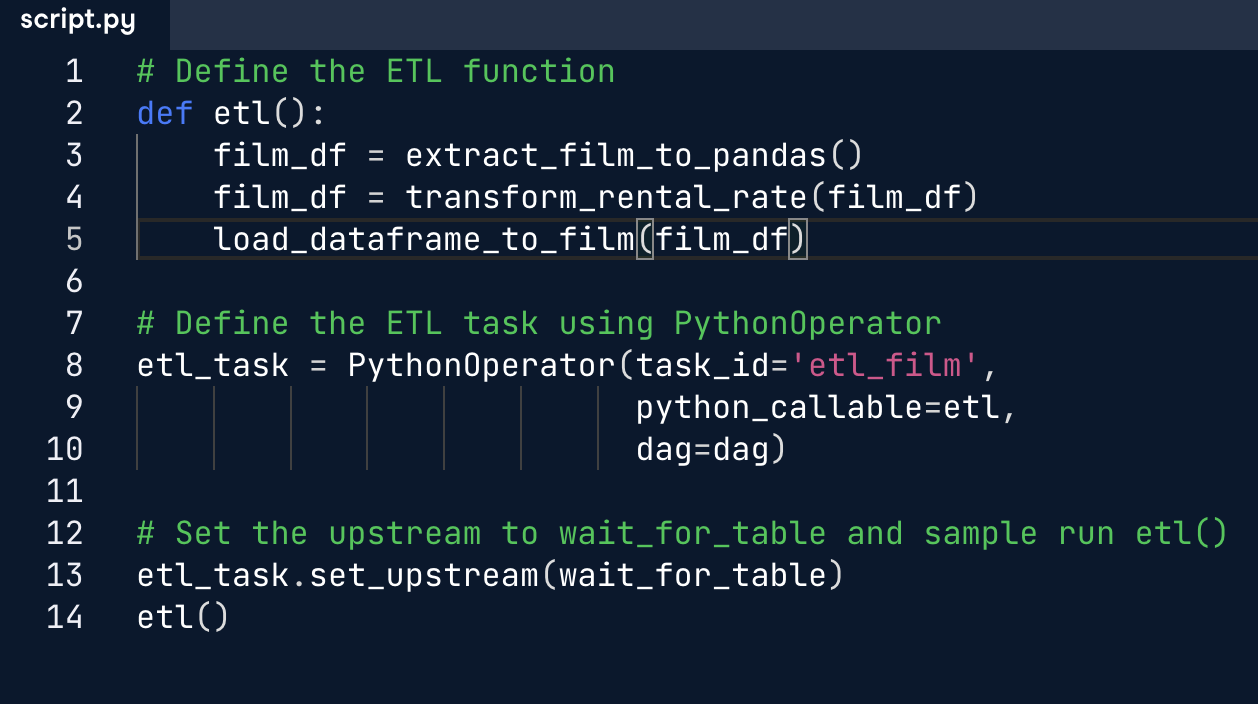 script.py
1 # Define the ETL function
2 def etl():
3     film_df = extract_film_to_pandas()
4     film_df = transform_rental_rate(film_df)
5     load_dataframe_to_film(film_df)
6
7 # Define the ETL task using PythonOperator
8 etl_task = PythonOperator(task_id='etl_film',
9                           python_callable=etl,
10                           dag=dag)
11
12 # Set the upstream to wait_for_table and sample run etl()
13 etl_task.set_upstream(wait_for_table)
14 etl()